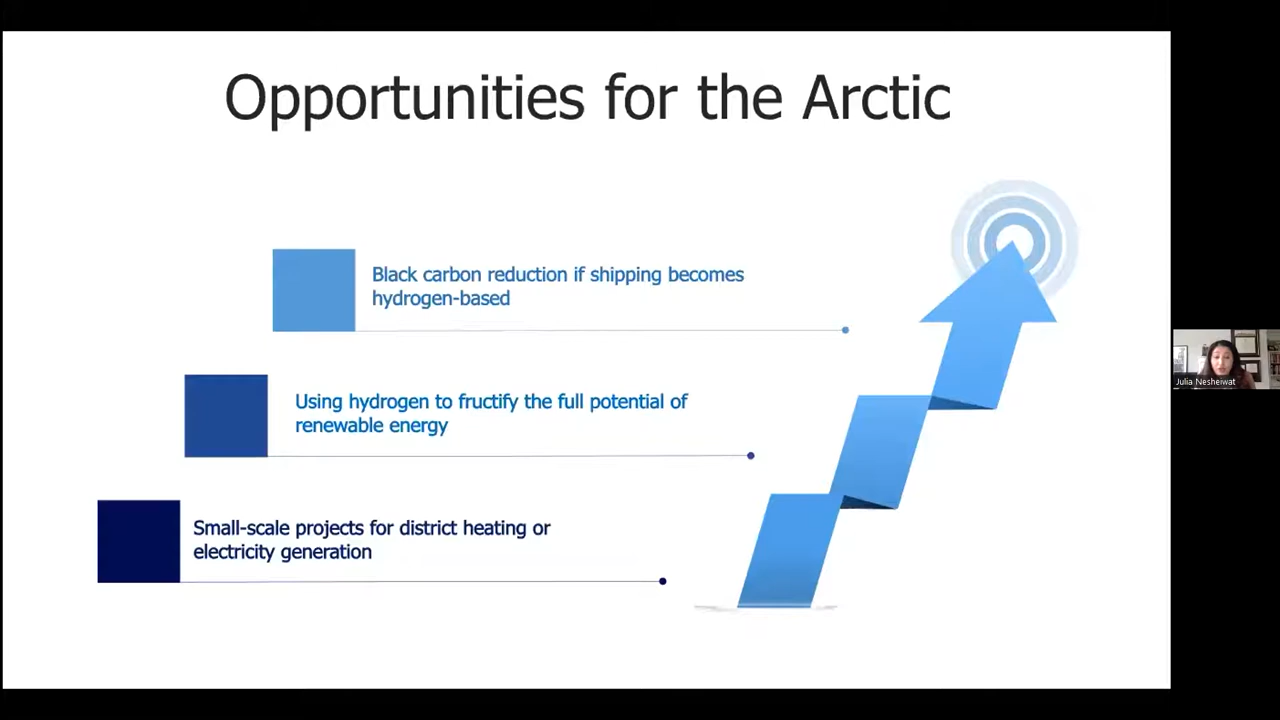 Opportunities for the Arctic
Black carbon reduction if shipping becomes
hydrogen-based
Using hydrogen to fructify the full potential of
renewable energy
Small-scale projects for district heating or
electricity generation
Julia Nesheiwat